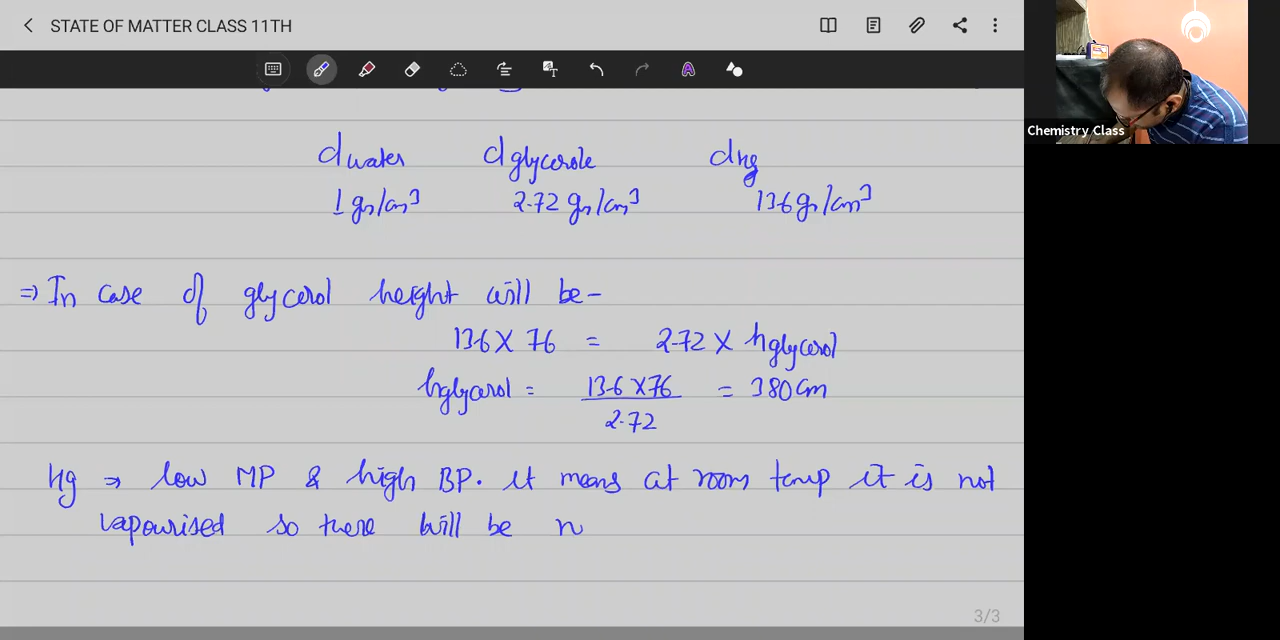 STATE OF MATTER CLASS 11TH
Chemistry Class
dwater dglycerole dHg
1 gm/cm³ 2.72 gm/cm³ 13.6 gm/cm³
⇒ In case of glycerol height will be-
13.6 X 76 = 2.72 X hglycerol
hglycerol = 13.6 X 76 / 2.72 = 380 cm
Hg ⇒ low MP & high BP. it means at room temp it is not
vapourised so there will be n
3/3